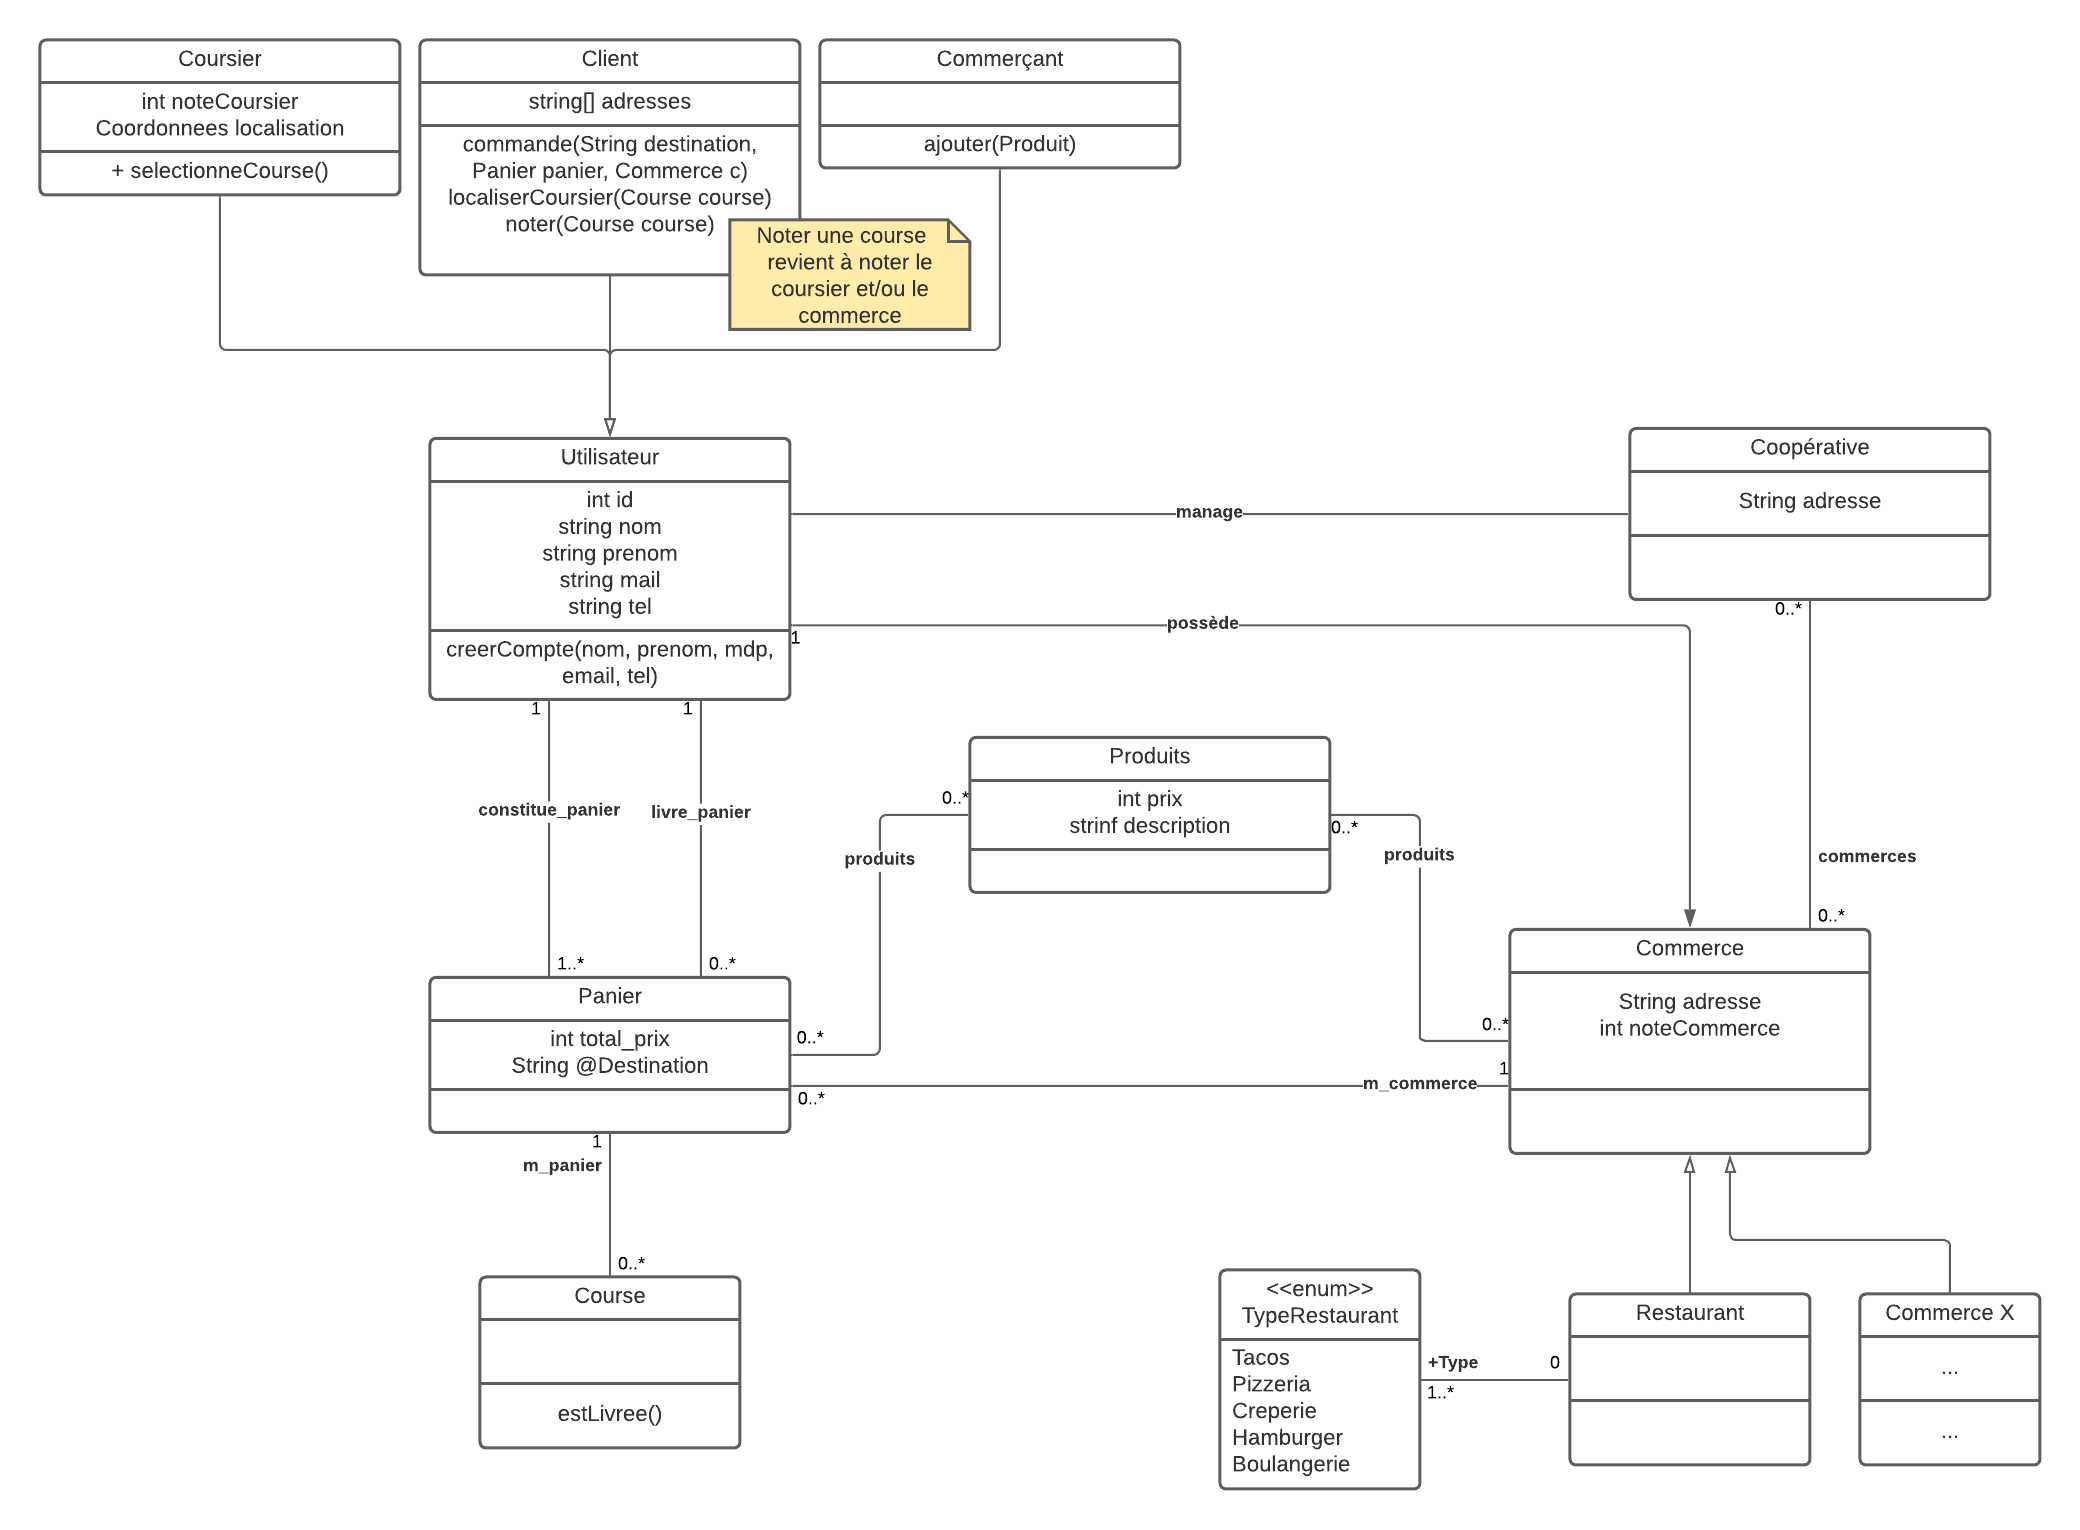 Coursier
int noteCoursier
Coordonnees localisation
+ selectionneCourse()
Client
string[] adresses
commande(String destination,
Panier panier, Commerce c)
localiserCoursier(Course course)
noter(Course course)
Commerçant
ajouter(Produit)
Noter une course
revient à noter le
coursier et/ou le
commerce
Utilisateur
int id
string nom
string prenom
string mail
string tel
creerCompte(nom, prenom, mdp,
email, tel)
manage
Coopérative
String adresse
1
possède
0..*
commerces
0..*
1
constitue_panier
1..*
1
livre_panier
0..*
Produits
int prix
strinf description
0..*
produits
0..*
0..*
produits
0..*
Commerce
String adresse
int noteCommerce
Panier
int total_prix
String @Destination
0..*
m_commerce
1
1
m_panier
0..*
Course
estLivree()
<<enum>>
TypeRestaurant
Tacos
Pizzeria
Creperie
Hamburger
Boulangerie
+Type
1..*
0
Restaurant
Commerce X
...
...